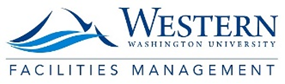 WESTERN
WASHINGTON UNIVERSITY
FACILITIES MANAGEMENT